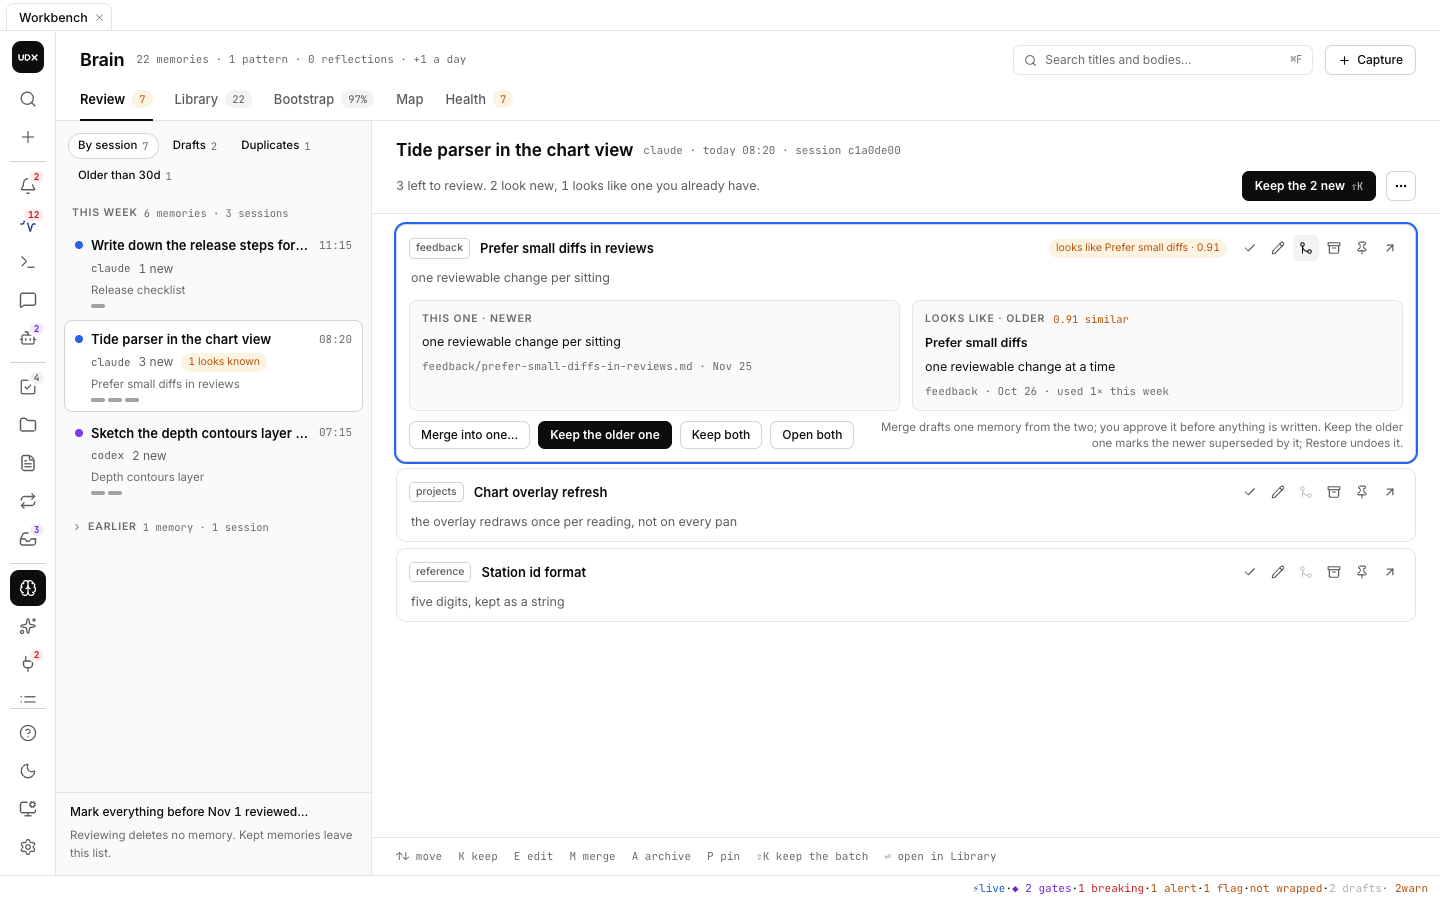 Workbench ×
UDX
2
12
2
4
3
2
Brain 22 memories · 1 pattern · 0 reflections · +1 a day
Search titles and bodies... ⌘F
+ Capture
Review 7 Library 22 Bootstrap 97% Map Health 7
By session 7 Drafts 2 Duplicates 1
Older than 30d 1
THIS WEEK 6 memories · 3 sessions
Write down the release steps for... 11:15
claude 1 new
Release checklist
Tide parser in the chart view 08:20
claude 3 new 1 looks known
Prefer small diffs in reviews
Sketch the depth contours layer ... 07:15
codex 2 new
Depth contours layer
EARLIER 1 memory · 1 session
Mark everything before Nov 1 reviewed...
Reviewing deletes no memory. Kept memories leave
this list.
Tide parser in the chart view claude · today 08:20 · session c1a0de00
3 left to review. 2 look new, 1 looks like one you already have.
Keep the 2 new ⇧K
feedback Prefer small diffs in reviews looks like Prefer small diffs · 0.91
one reviewable change per sitting
THIS ONE · NEWER
one reviewable change per sitting
feedback/prefer-small-diffs-in-reviews.md · Nov 25
LOOKS LIKE · OLDER 0.91 similar
Prefer small diffs
one reviewable change at a time
feedback · Oct 26 · used 1× this week
Merge into one... Keep the older one Keep both Open both
Merge drafts one memory from the two; you approve it before anything is written. Keep the older
one marks the newer superseded by it; Restore undoes it.
projects Chart overlay refresh
the overlay redraws once per reading, not on every pan
reference Station id format
five digits, kept as a string
↑↓ move K keep E edit M merge A archive P pin ⇧K keep the batch ⏎ open in Library
⚡live·◆ 2 gates·1 breaking·1 alert·1 flag·not wrapped·2 drafts· 2warn